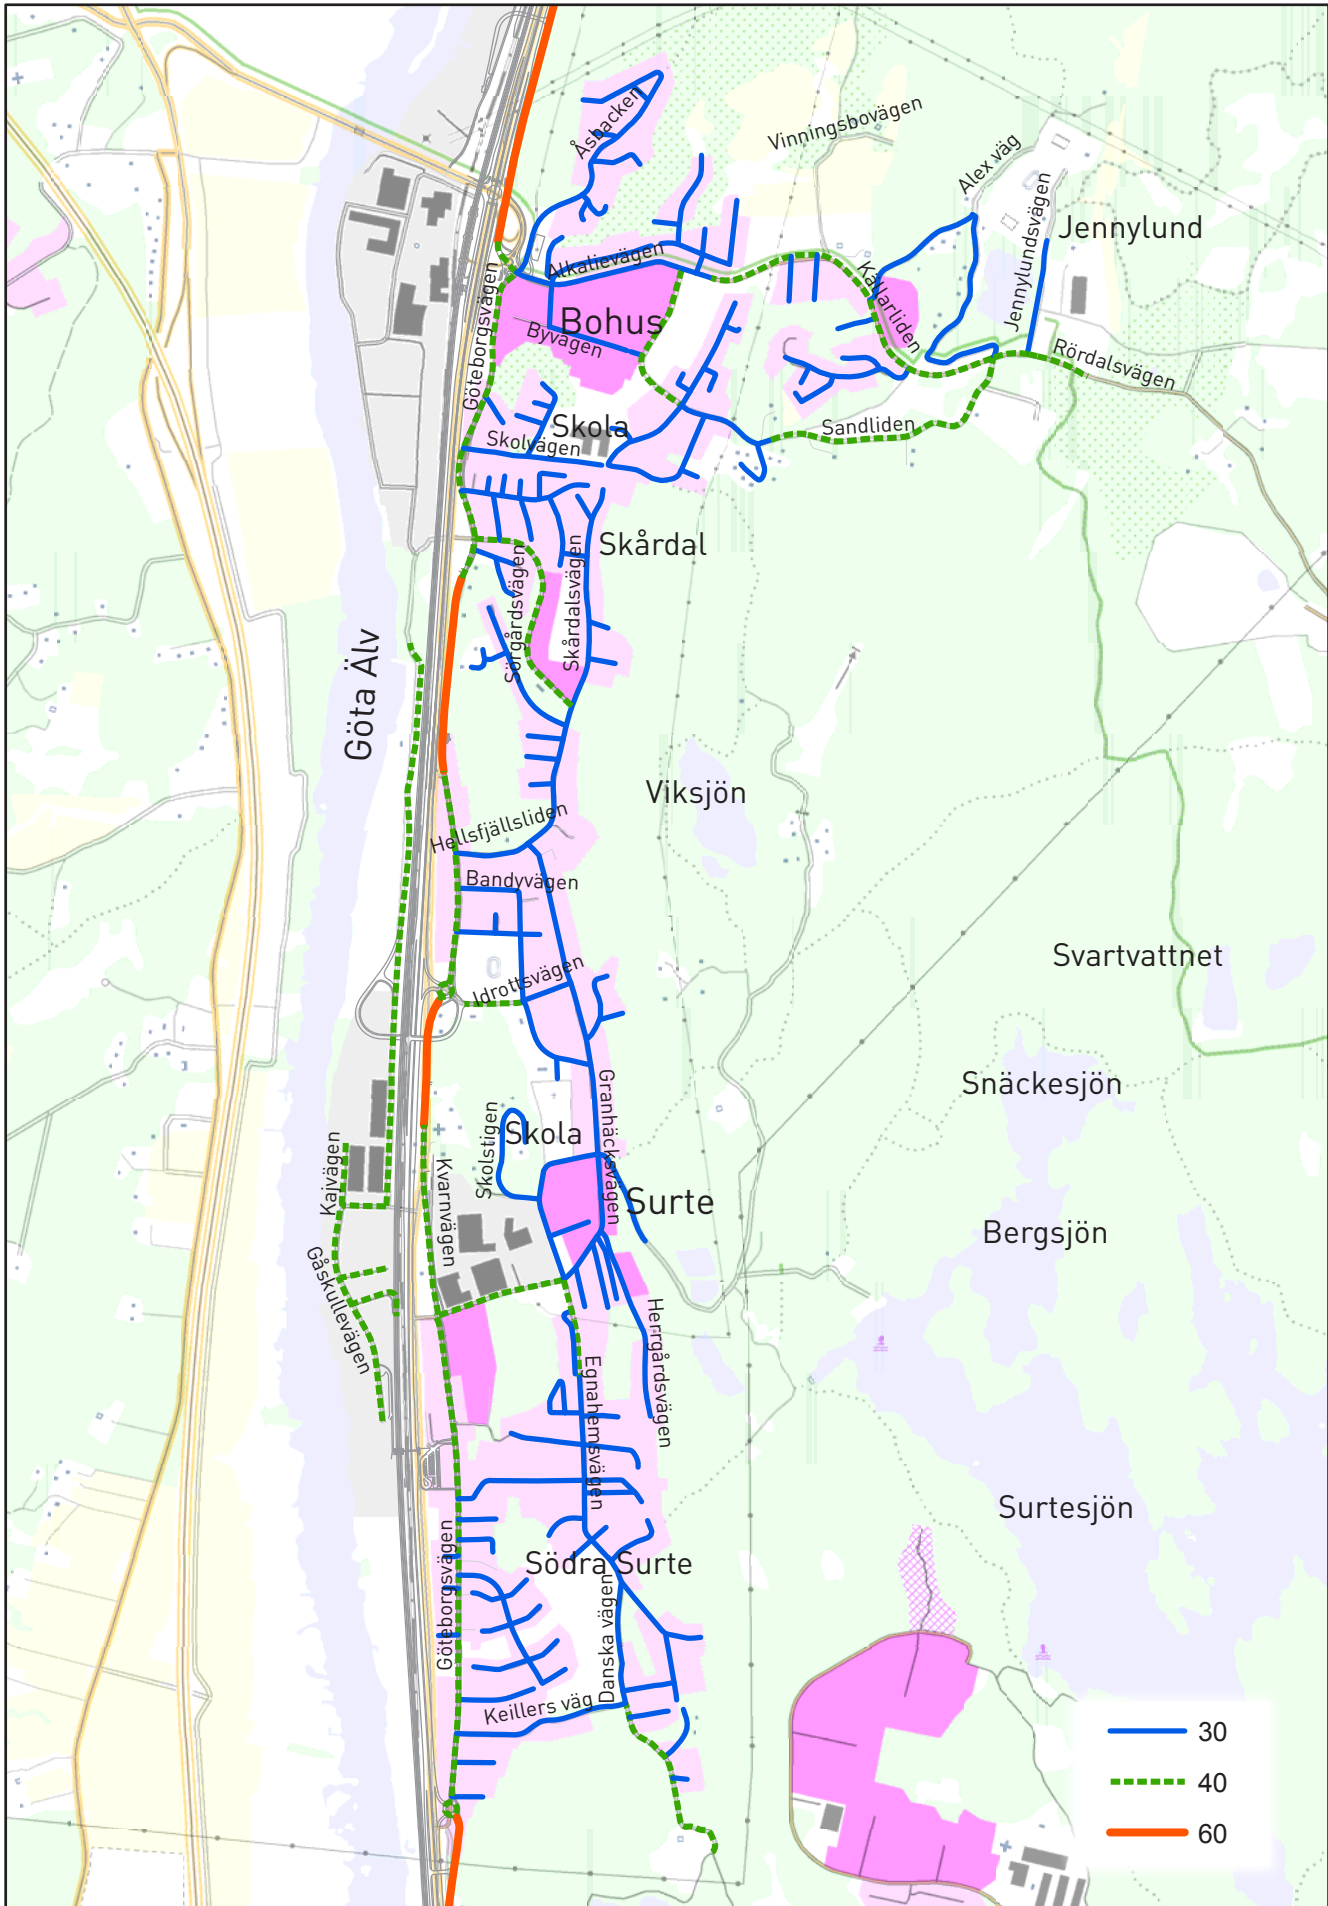 Åsbacken
Vinningsbovägen
Alex väg
Jennylundsvägen
Jennylund
Alkalievägen
Källarliden
Göteborgsvägen
Bohus
Byvägen
Rördalsvägen
Skola
Skolvägen
Sandliden
Skårdal
Sörgårdsvägen
Skårdalsvägen
Göta Älv
Viksjön
Hellsfjällsliden
Bandyvägen
Idrottsvägen
Svartvattnet
Snäckesjön
Granhäcksvägen
Skolstigen
Skola
Kajvägen
Kvarnvägen
Surte
Bergsjön
Gåskullevägen
Herrgårdsvägen
Egnahemsvägen
Surtesjön
Göteborgsvägen
Södra Surte
Danska vägen
Keillers väg
30
40
60